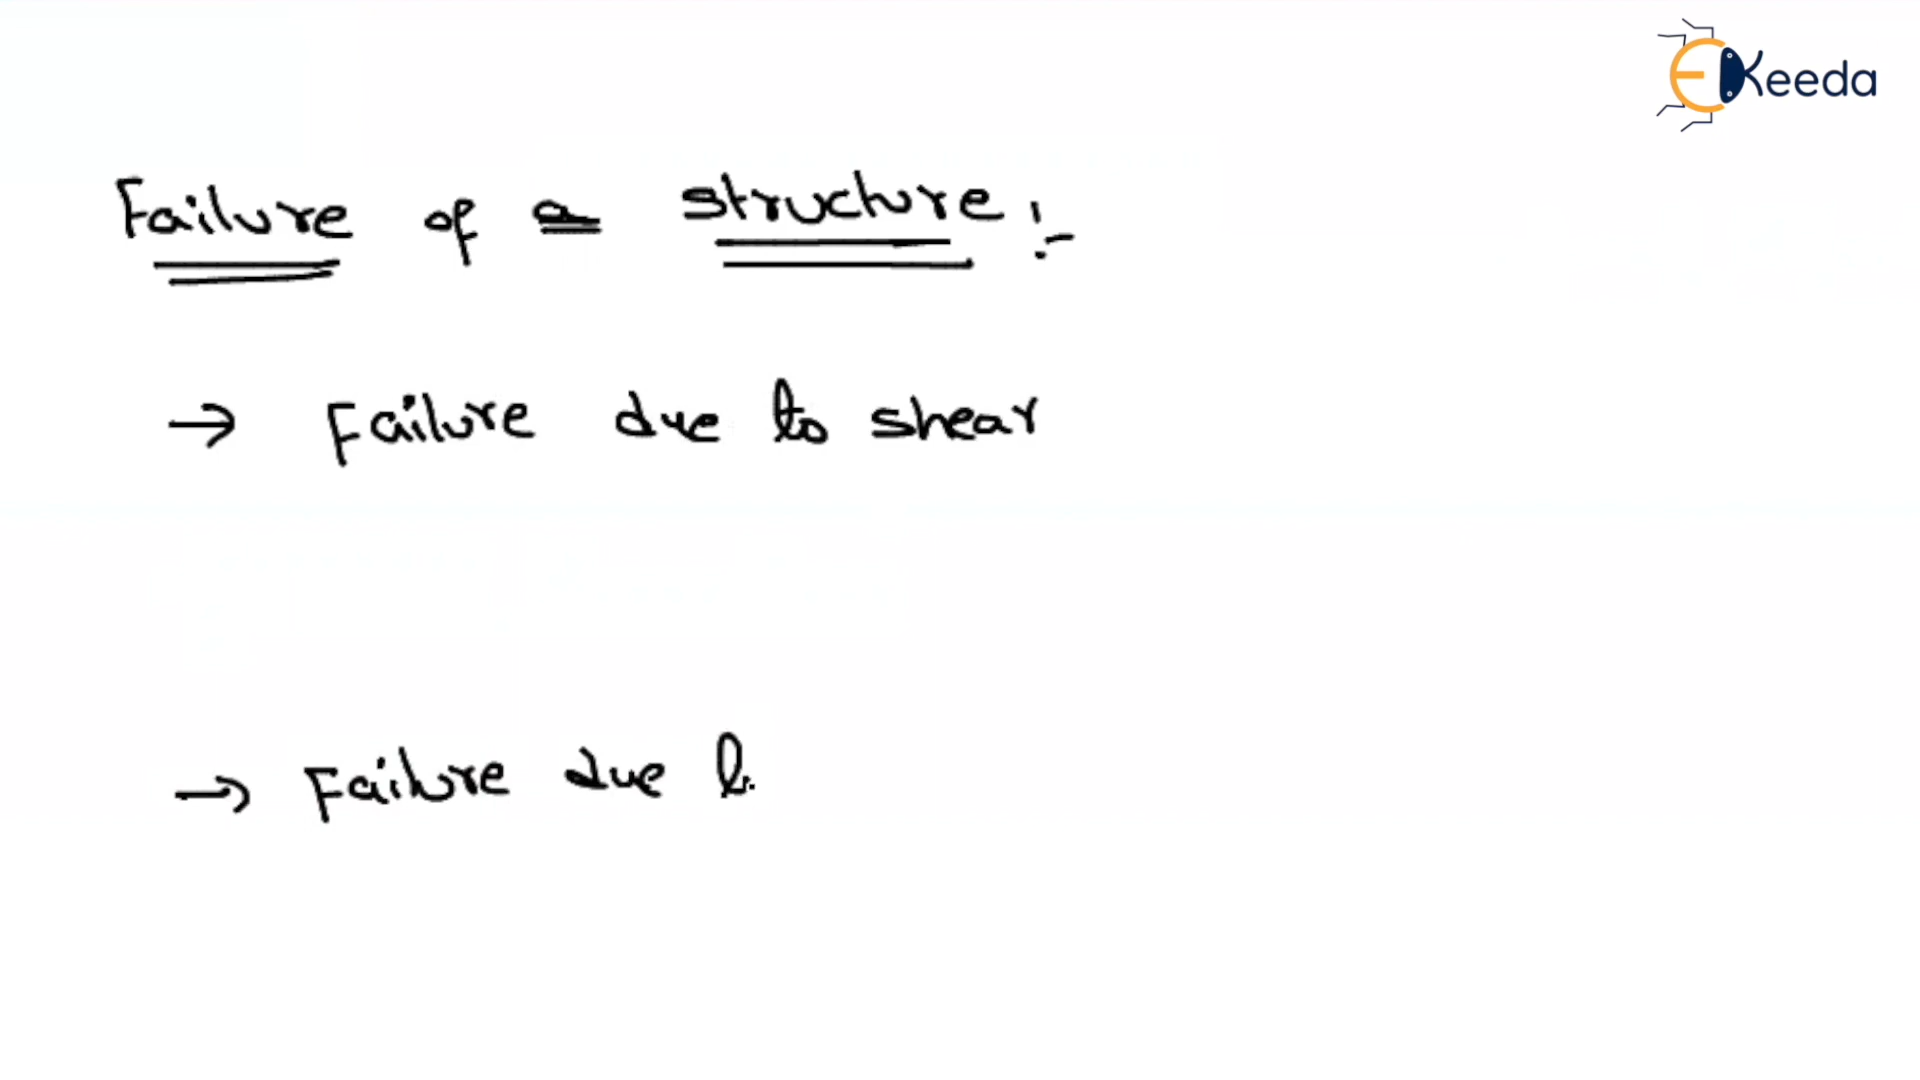 EKeeda
Failure of a structure :-
→ Failure due to shear
→ Failure due